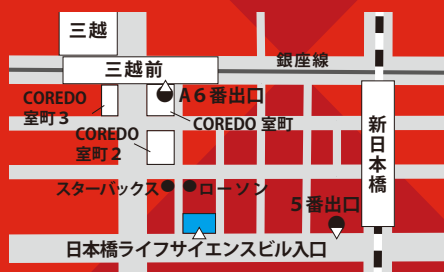 三越
三越前
銀座線
COREDO
室町3
A6番出口
COREDO 室町
COREDO
室町2
新日本橋
スターバックス
ローソン
5番出口
日本橋ライフサイエンスビル入口